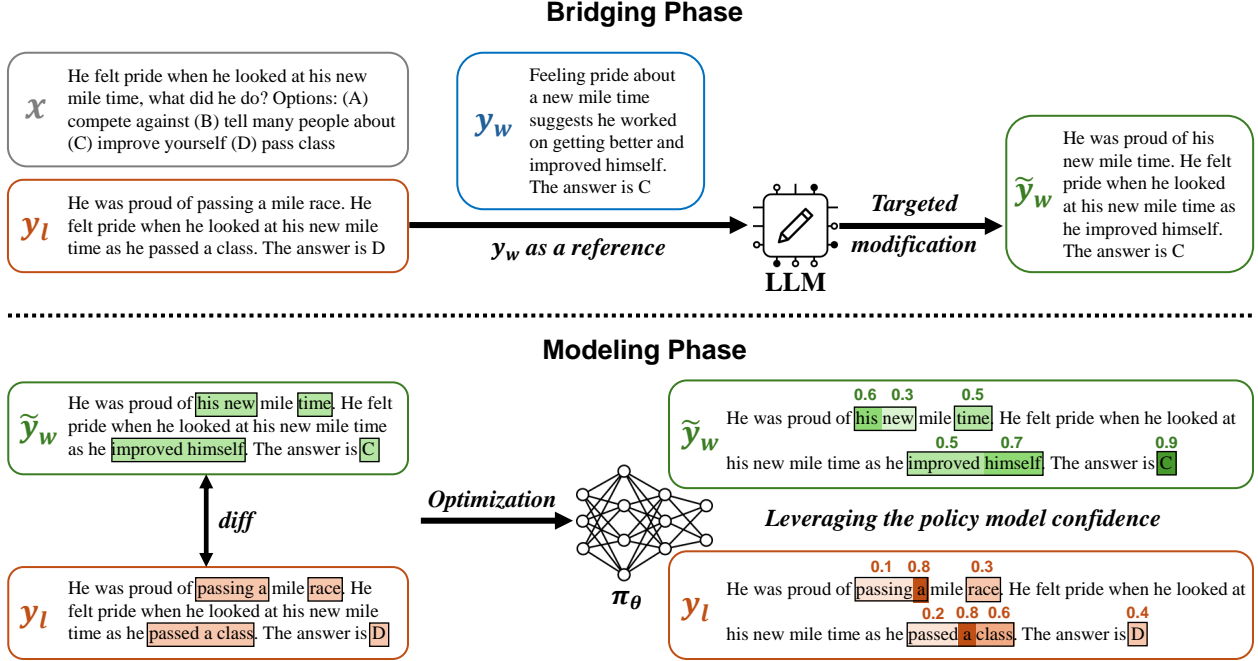 Bridging Phase
x
He felt pride when he looked at his new
mile time, what did he do? Options: (A)
compete against (B) tell many people about
(C) improve yourself (D) pass class
y_l
He was proud of passing a mile race. He
felt pride when he looked at his new mile
time as he passed a class. The answer is D
y_w
Feeling pride about
a new mile time
suggests he worked
on getting better and
improved himself.
The answer is C
y_w as a reference
LLM
Targeted
modification
ỹ_w
He was proud of his
new mile time. He felt
pride when he looked
at his new mile time as
he improved himself.
The answer is C
Modeling Phase
ỹ_w
He was proud of his new mile time. He felt
pride when he looked at his new mile time
as he improved himself. The answer is C
diff
y_l
He was proud of passing a mile race. He
felt pride when he looked at his new mile
time as he passed a class. The answer is D
Optimization
π_θ
ỹ_w
0.6 0.3 0.5
He was proud of his new mile time. He felt pride when he looked at
0.5 0.7 0.9
his new mile time as he improved himself. The answer is C
Leveraging the policy model confidence
y_l
0.1 0.8 0.3
He was proud of passing a mile race. He felt pride when he looked at
0.2 0.8 0.6 0.4
his new mile time as he passed a class. The answer is D